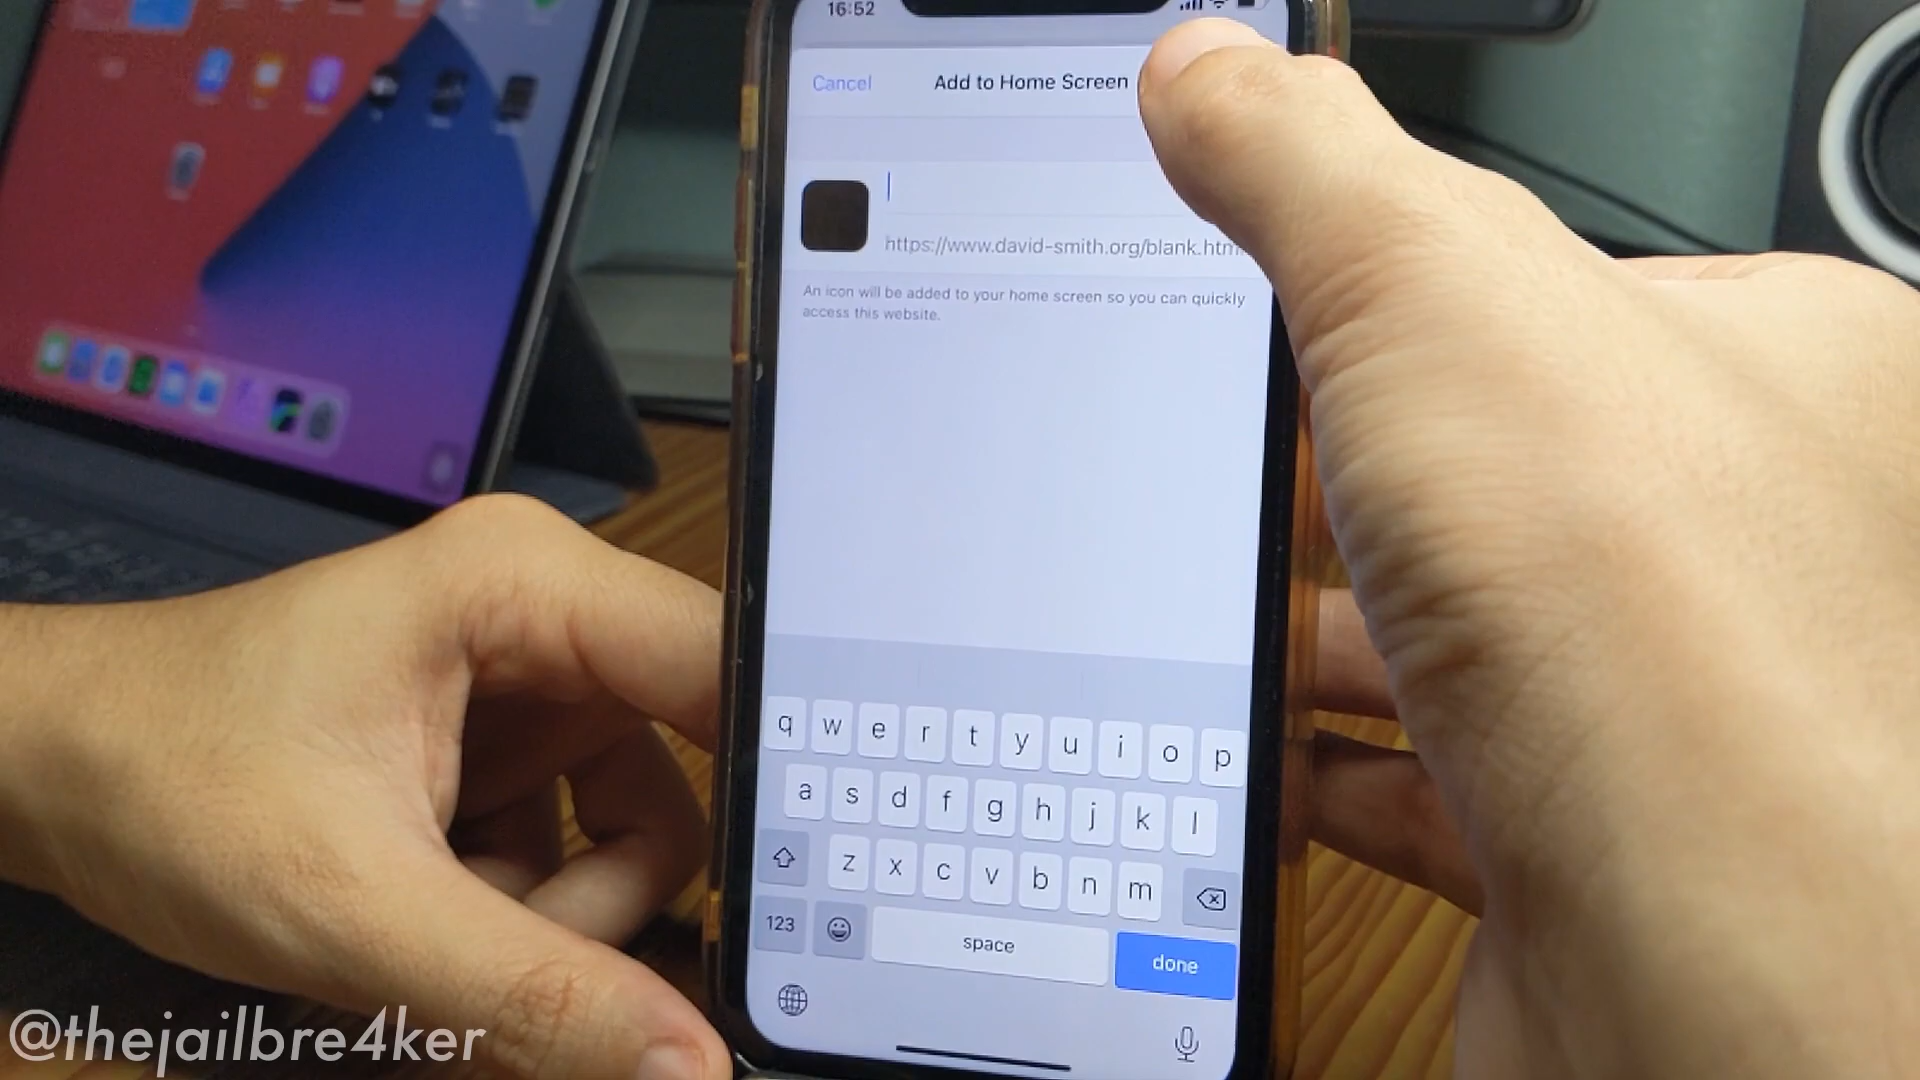 16:52
Cancel
Add to Home Screen
https://www.david-smith.org/blank.htm
An icon will be added to your home screen so you can quickly
access this website.
q w e r t y u i o p
a s d f g h j k l
z x c v b n m
123
space
done
@thejailbre4ker